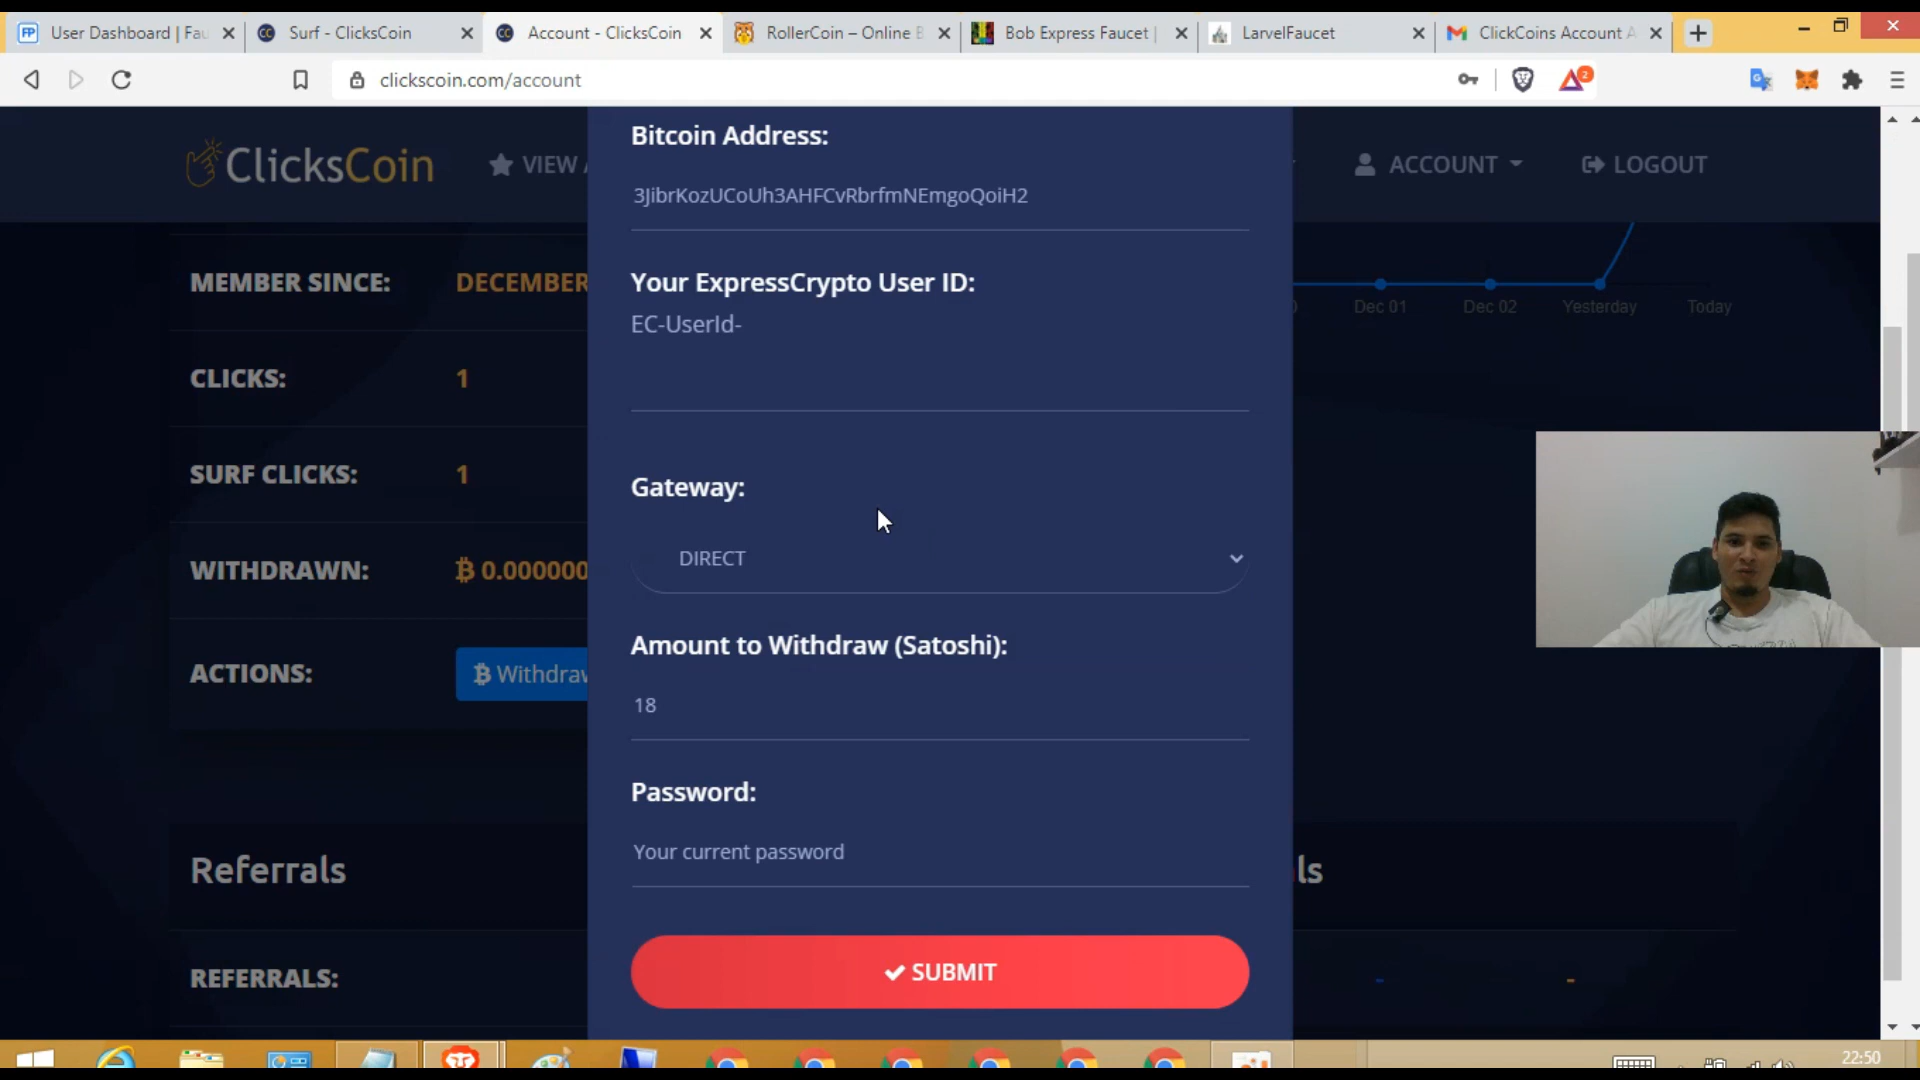 User Dashboard | Fau
Surf - ClicksCoin
Account - ClicksCoin
RollerCoin – Online B
Bob Express Faucet |
LarvelFaucet
ClickCoins Account A
clickscoin.com/account
2
ClicksCoin
VIEW
ACCOUNT
LOGOUT
Bitcoin Address:
3JibrKozUCoUh3AHFCvRbrfmNEmgoQoiH2
Your ExpressCrypto User ID:
EC-UserId-
MEMBER SINCE:
DECEMBER
Dec 01
Dec 02
Yesterday
Today
CLICKS:
1
SURF CLICKS:
1
Gateway:
DIRECT
WITHDRAWN:
0.000000
Amount to Withdraw (Satoshi):
18
ACTIONS:
Withdraw
Password:
Your current password
Referrals
ls
SUBMIT
REFERRALS:
-
-
22:50